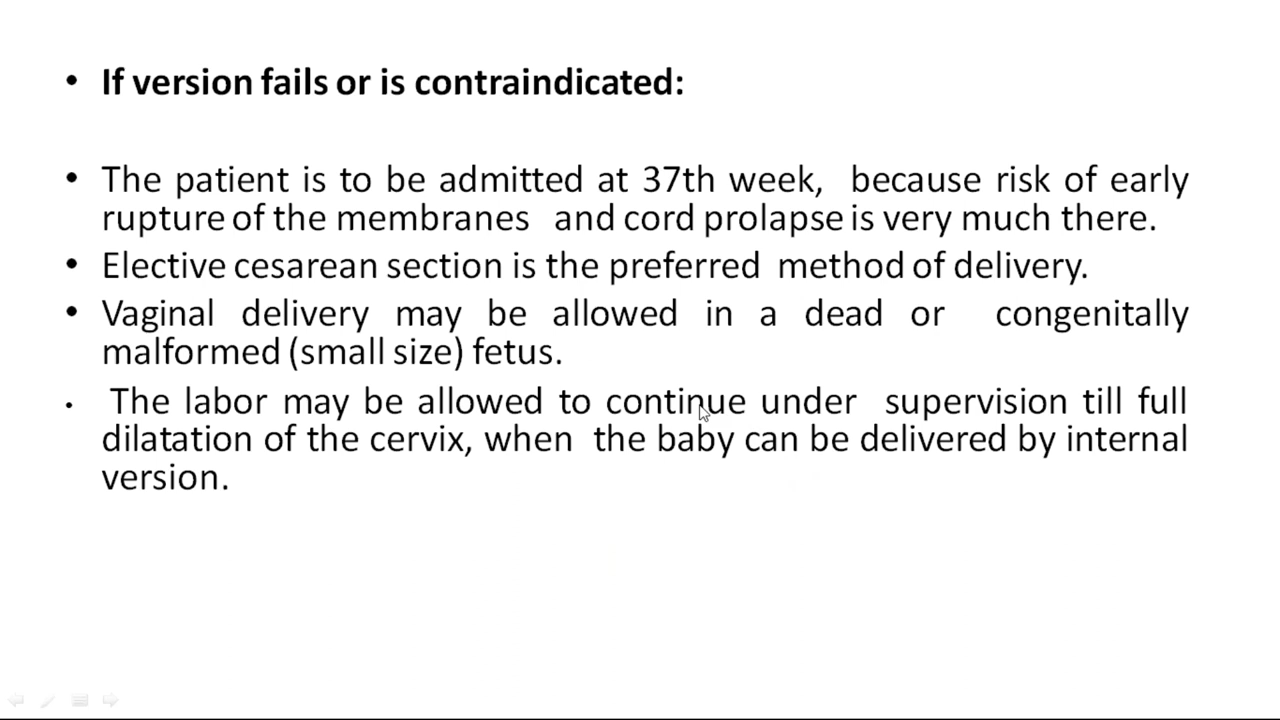 • If version fails or is contraindicated:
• The patient is to be admitted at 37th week, because risk of early
rupture of the membranes and cord prolapse is very much there.
• Elective cesarean section is the preferred method of delivery.
• Vaginal delivery may be allowed in a dead or congenitally
malformed (small size) fetus.
• The labor may be allowed to continue under supervision till full
dilatation of the cervix, when the baby can be delivered by internal
version.